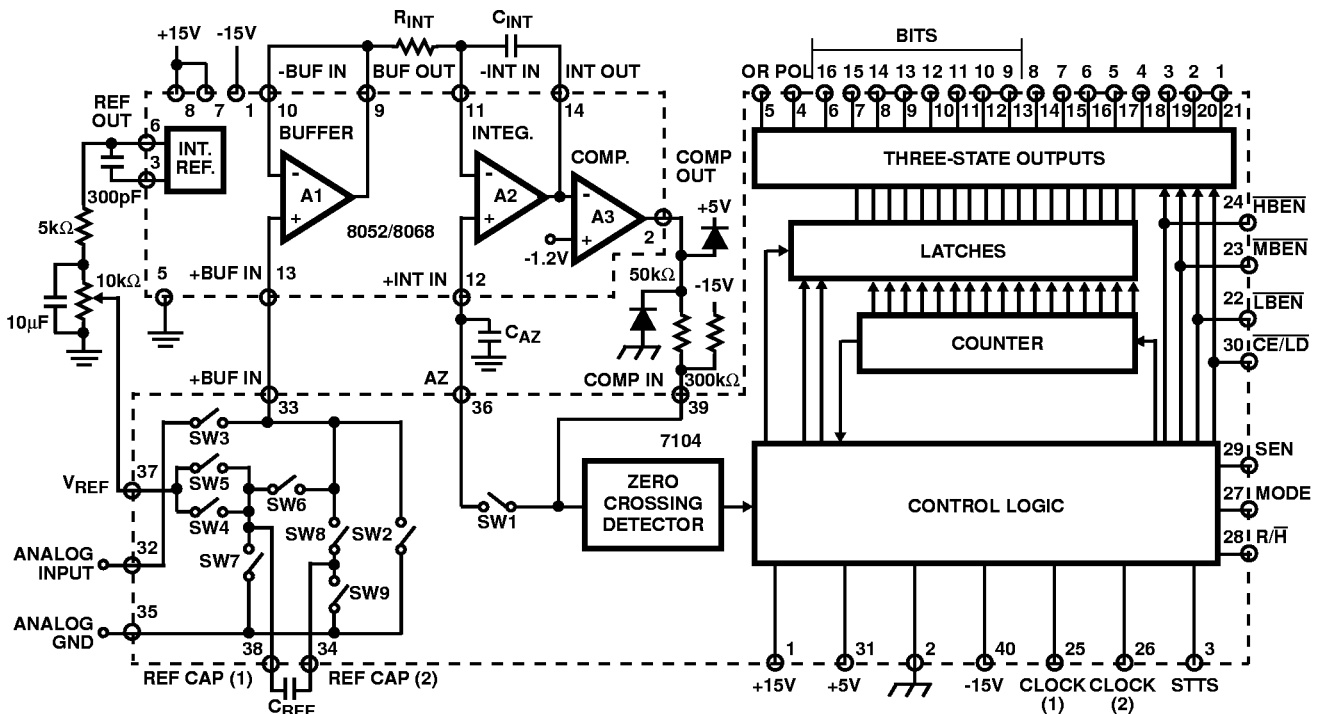 +15V -15V
R_INT C_INT
BITS
-BUF IN BUF OUT -INT IN INT OUT
OR POL 16 15 14 13 12 11 10 9 8 7 6 5 4 3 2 1
8 7 1 10 9 11 14
5 4 6 7 8 9 10 11 12 13 14 15 16 17 18 19 20 21
REF OUT
6
3
INT. REF.
300pF
BUFFER
A1
- +
INTEG.
A2
- +
COMP.
A3
- +
-1.2V
8052/8068
COMP OUT
2
+5V
THREE-STATE OUTPUTS
24 HBEN
LATCHES
23 MBEN
22 LBEN
COUNTER
30 CE/LD
5kΩ
10kΩ
10μF
5
+BUF IN 13
+INT IN 12
50kΩ
-15V
300kΩ
C_AZ
+BUF IN
33
AZ
36
COMP IN
39
7104
SW3
37
V_REF
SW5
SW4
SW6
SW1
ZERO CROSSING DETECTOR
CONTROL LOGIC
29 SEN
27 MODE
28 R/H̅
32
ANALOG INPUT
SW7
SW8
SW2
SW9
35
ANALOG GND
38 34
REF CAP (1) REF CAP (2)
C_REF
1 31 2 40 25 26 3
+15V +5V -15V CLOCK (1) CLOCK (2) STTS